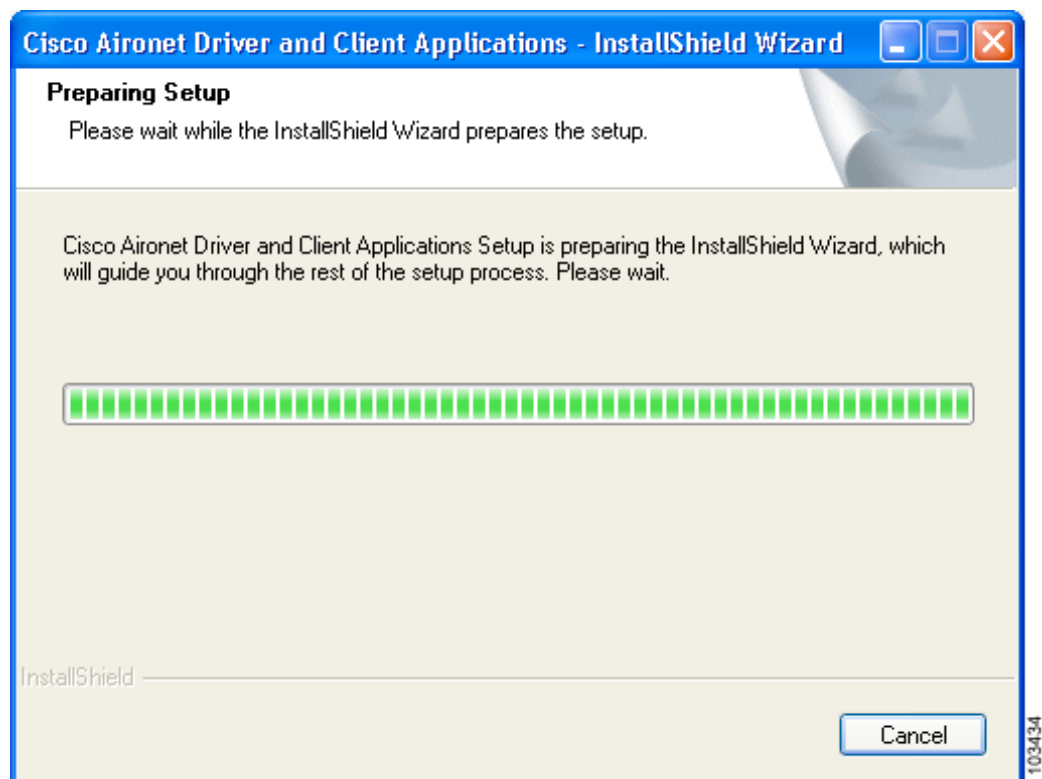 Cisco Aironet Driver and Client Applications - InstallShield Wizard
Preparing Setup
Please wait while the InstallShield Wizard prepares the setup.
Cisco Aironet Driver and Client Applications Setup is preparing the InstallShield Wizard, which
will guide you through the rest of the setup process. Please wait.
InstallShield
Cancel
103434